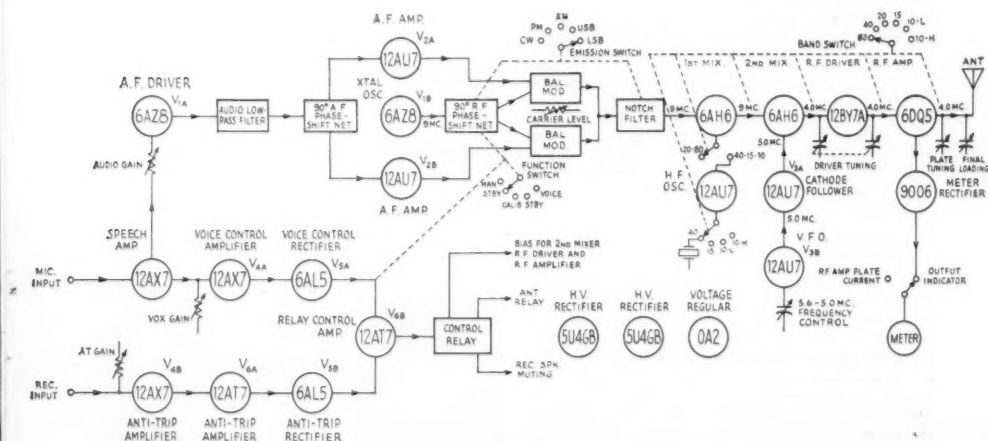 A.F. AMP.
V2A
12AU7
A.F. DRIVER
V1A
6AZ8
AUDIO LOW-
PASS FILTER
90° A.F.
PHASE-
SHIFT NET
XTAL
OSC
V1B
6AZ8
9MC
90° R.F.
PHASE-
SHIFT NET
V2B
12AU7
A.F. AMP.
AM
PM
USB
CW
LSB
EMISSION SWITCH
BAL
MOD
CARRIER LEVEL
BAL
MOD
FUNCTION
SWITCH
MAN
STBY
CALIB
STBY
VOICE
NOTCH
FILTER
9MC
1ST MIX.
2ND MIX.
R.F. DRIVER
R.F. AMP.
BAND SWITCH
80
40
20
15
10-L
10-H
ANT
6AH6
9 MC
6AH6
4.0MC.
12BY7A
4.0MC.
6DQ5
4.0MC.
20-80
40-15-10
5.0MC
DRIVER TUNING
PLATE
TUNING
FINAL
LOADING
H.F.
OSC.
12AU7
40
15
10-L
10-H
V3A
12AU7
CATHODE
FOLLOWER
5.0MC.
V.F.O.
V3B
12AU7
5.6-5.0MC.
FREQUENCY
CONTROL
METER
RECTIFIER
9006
RF AMP PLATE
CURRENT
OUTPUT
INDICATOR
METER
AUDIO GAIN
SPEECH
AMP.
MIC.
INPUT
12AX7
VOX GAIN
VOICE CONTROL
AMPLIFIER
12AX7
V4A
VOICE CONTROL
RECTIFIER
6AL5
V5A
RELAY CONTROL
AMP.
V6B
12AT7
BIAS FOR 2ND MIXER
R.F. DRIVER AND
R.F. AMPLIFIER
ANT
RELAY
CONTROL
RELAY
REC. SPK
MUTING
H.V.
RECTIFIER
5U4GB
H.V.
RECTIFIER
5U4GB
VOLTAGE
REGULAR
0A2
AT GAIN
REC.
INPUT
V4B
12AX7
ANTI-TRIP
AMPLIFIER
V6A
12AT7
ANTI-TRIP
AMPLIFIER
V5B
6AL5
ANTI-TRIP
RECTIFIER